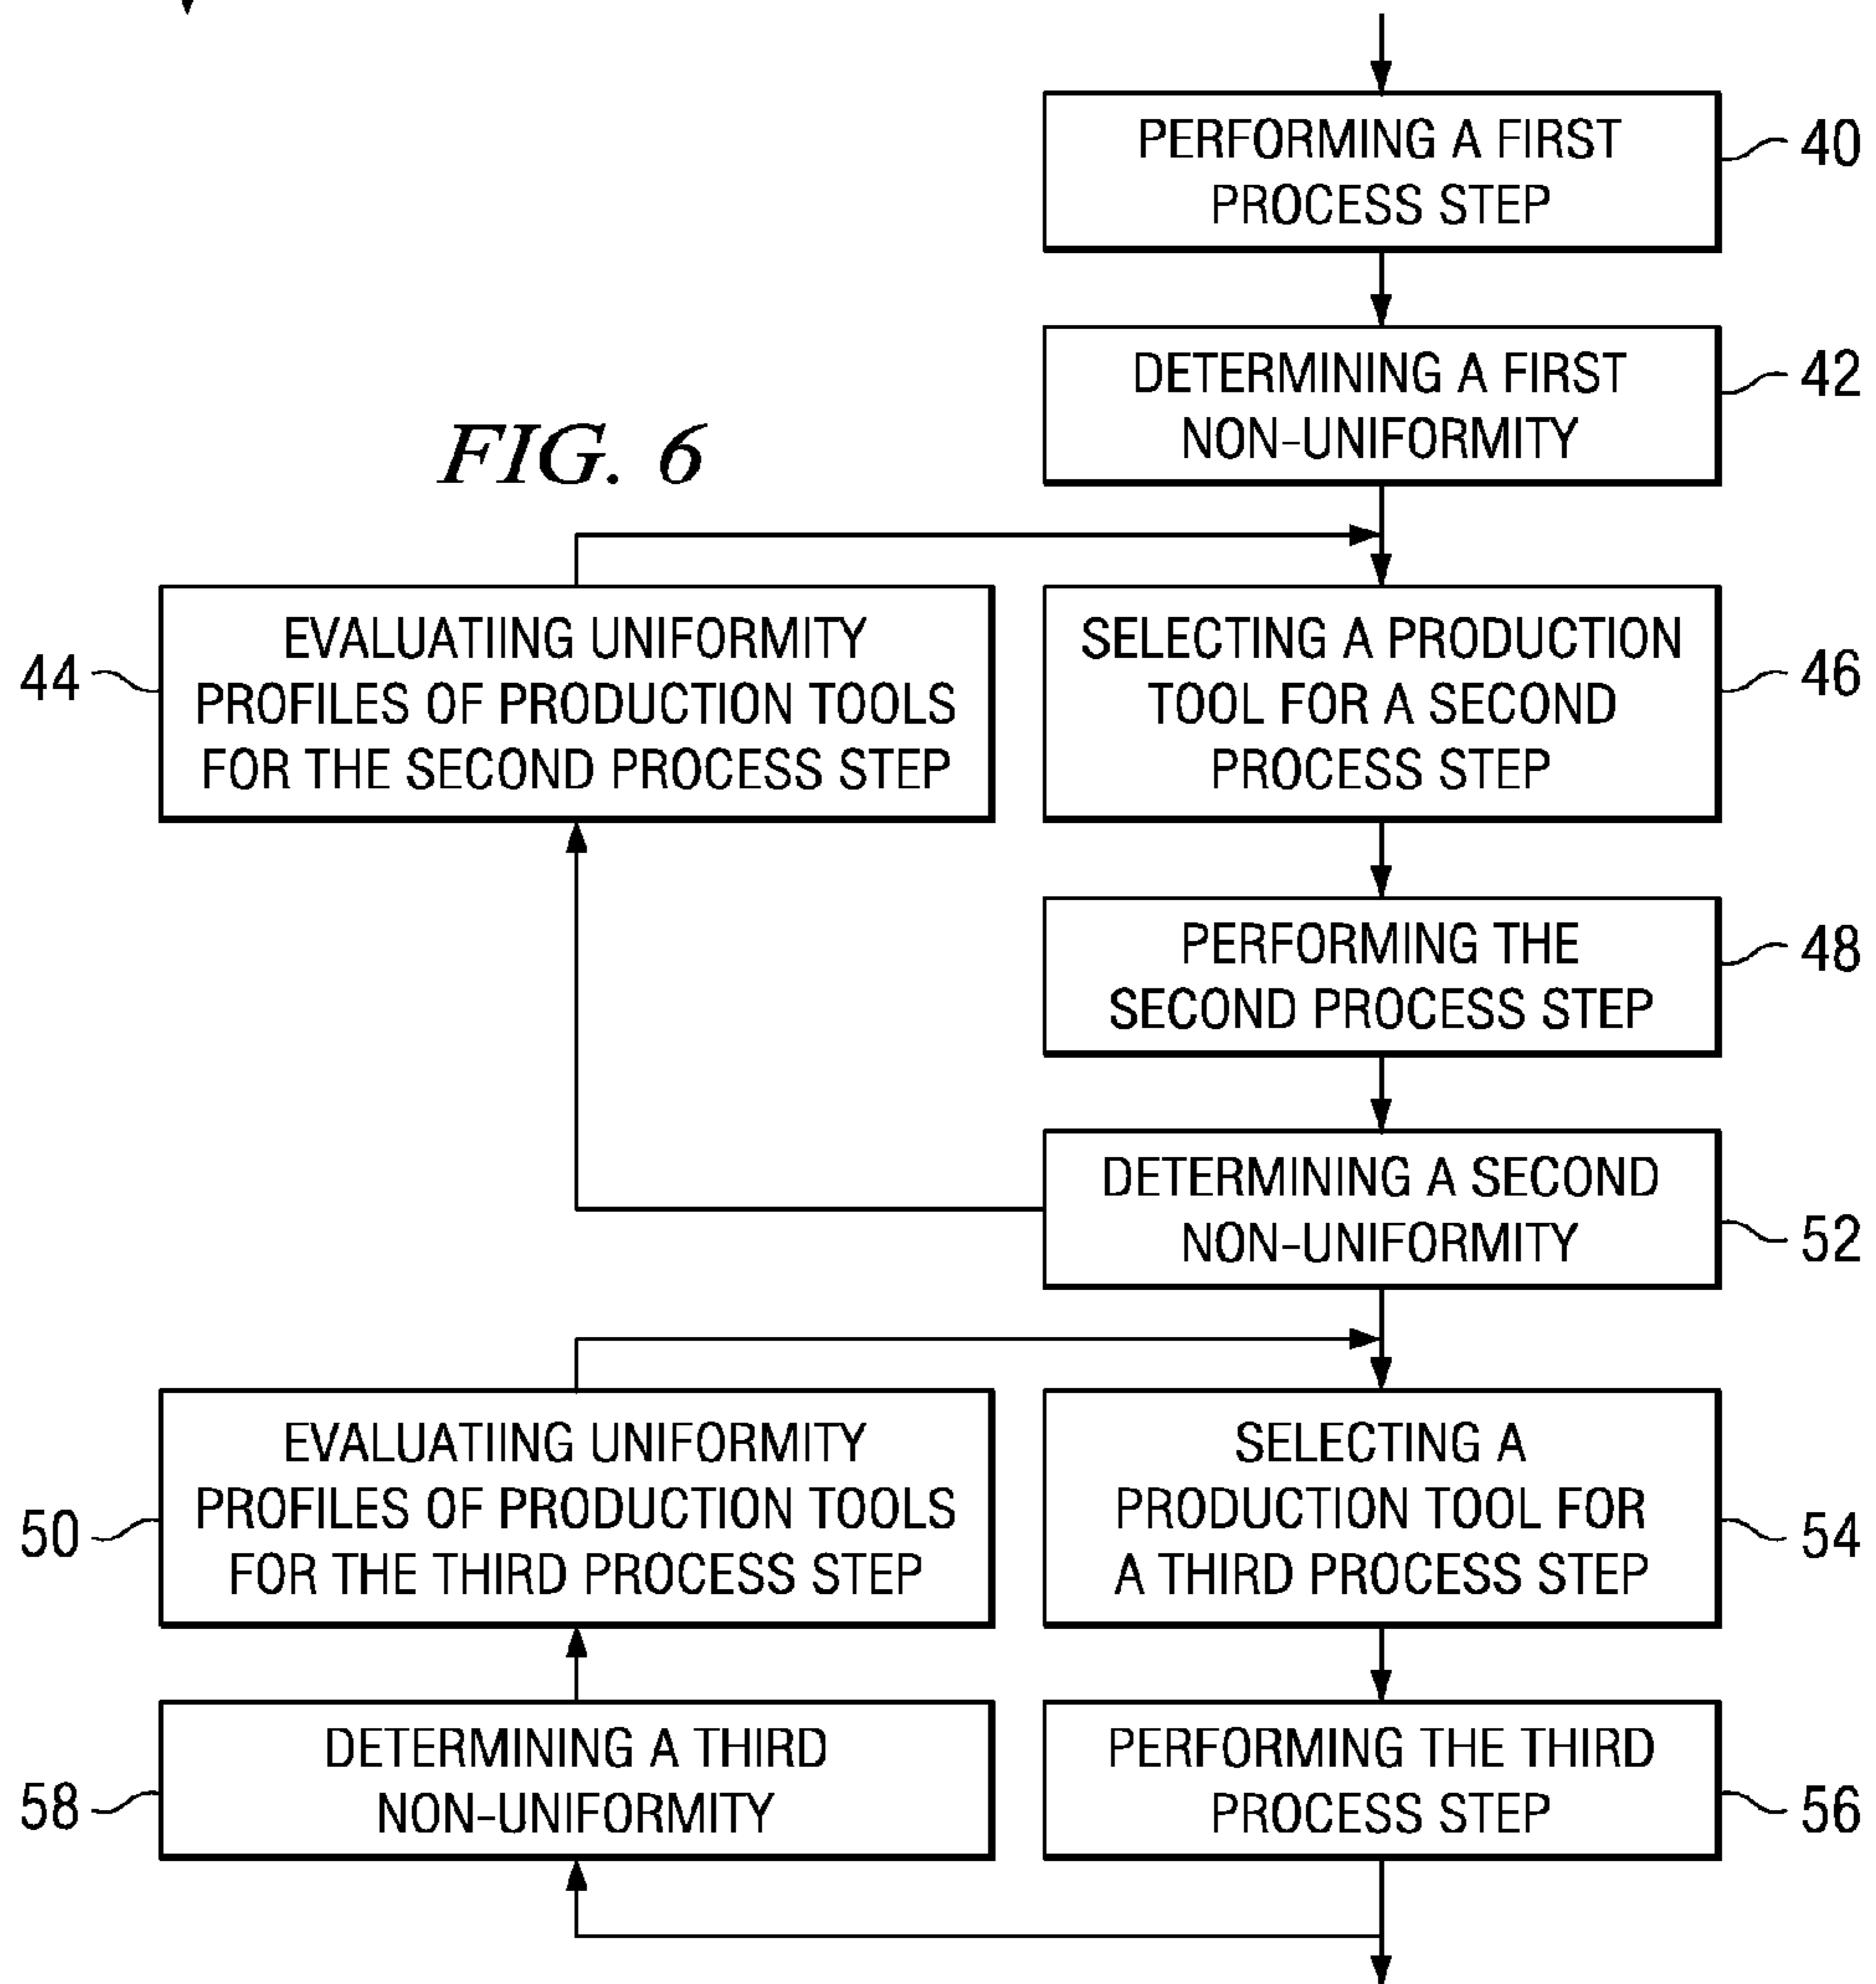 PERFORMING A FIRST
PROCESS STEP
40
DETERMINING A FIRST
NON-UNIFORMITY
42
FIG. 6
44
EVALUATIING UNIFORMITY
PROFILES OF PRODUCTION TOOLS
FOR THE SECOND PROCESS STEP
SELECTING A PRODUCTION
TOOL FOR A SECOND
PROCESS STEP
46
PERFORMING THE
SECOND PROCESS STEP
48
DETERMINING A SECOND
NON-UNIFORMITY
52
50
EVALUATIING UNIFORMITY
PROFILES OF PRODUCTION TOOLS
FOR THE THIRD PROCESS STEP
SELECTING A
PRODUCTION TOOL FOR
A THIRD PROCESS STEP
54
58
DETERMINING A THIRD
NON-UNIFORMITY
PERFORMING THE THIRD
PROCESS STEP
56